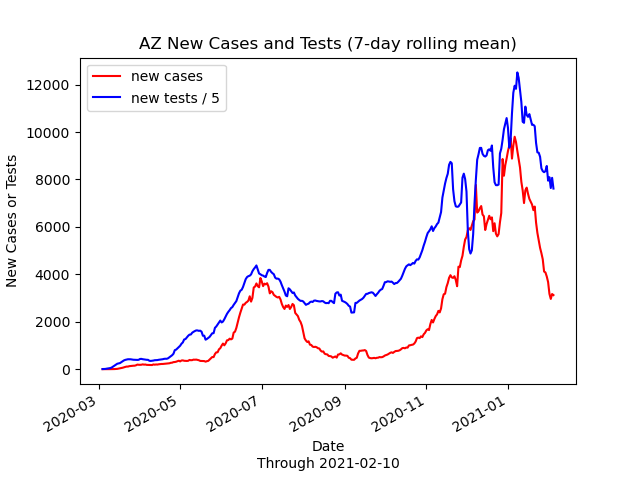 AZ New Cases and Tests (7-day rolling mean)
new cases
new tests / 5
New Cases or Tests
12000
10000
8000
6000
4000
2000
0
2020-03
2020-05
2020-07
2020-09
2020-11
2021-01
Date
Through 2021-02-10